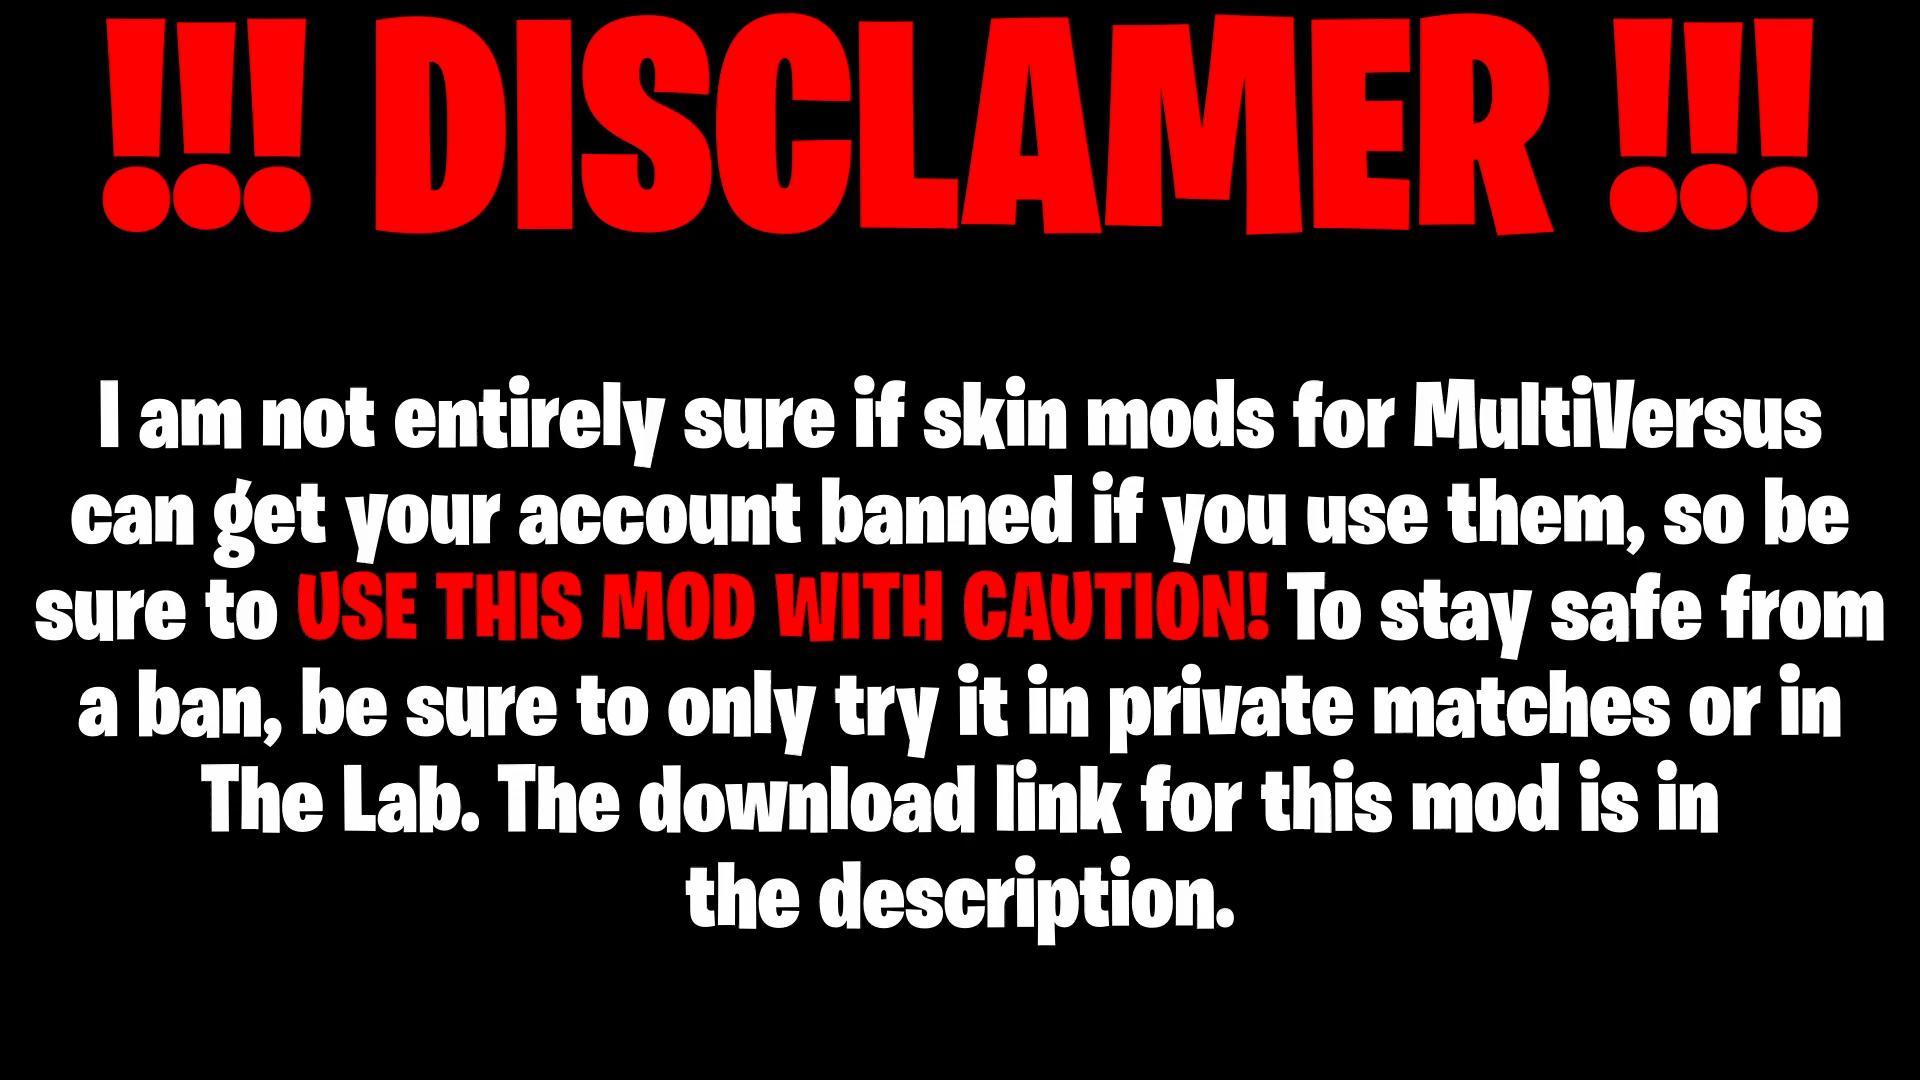 !!! DISCLAMER !!!
I am not entirely sure if skin mods for MultiVersus
can get your account banned if you use them, so be
sure to USE THIS MOD WITH CAUTION! To stay safe from
a ban, be sure to only try it in private matches or in
The Lab. The download link for this mod is in
the description.